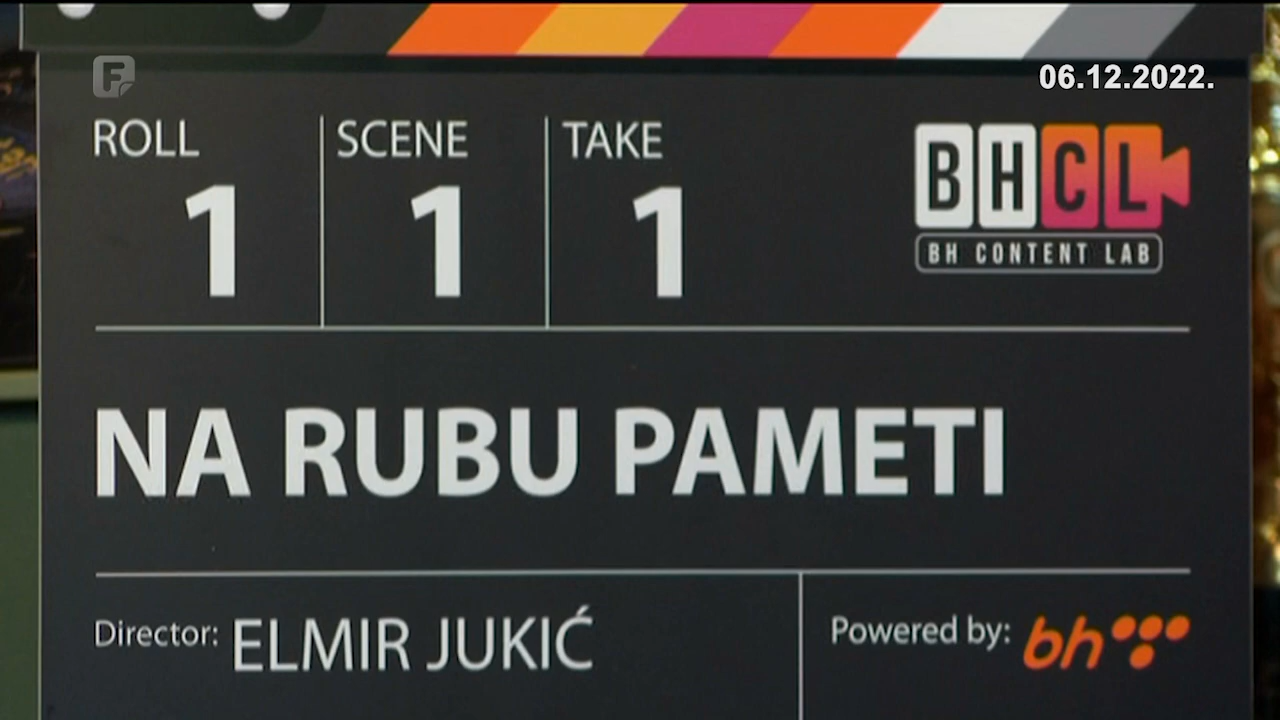 F
06.12.2022.
ROLL SCENE TAKE
1 1 1
BHCL
BH CONTENT LAB
NA RUBU PAMETI
Director: ELMIR JUKIĆ
Powered by: bh